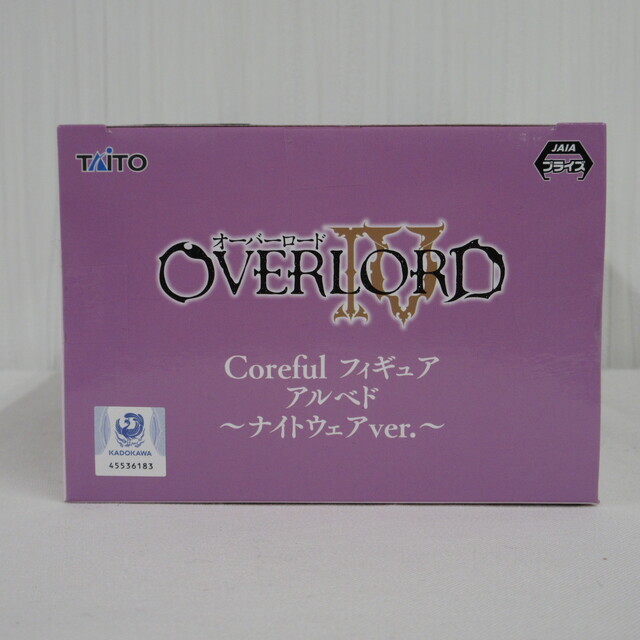 TAITO
JAIA
プライズ
オーバーロード
OVERLORD IV
Coreful フィギュア
アルベド
～ナイトウェアver.～
KADOKAWA
45536183